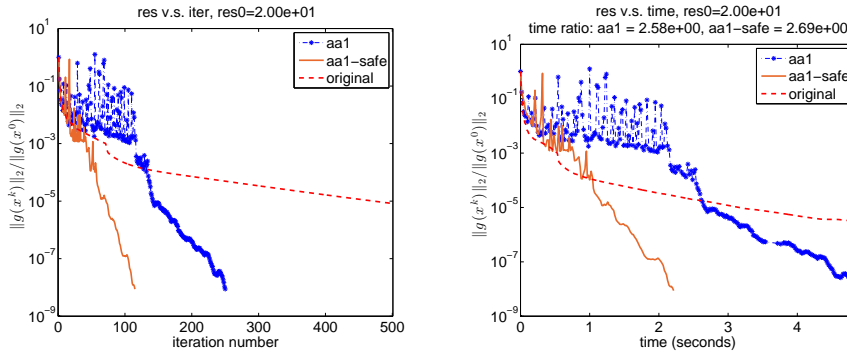 res v.s. iter, res0=2.00e+01
10^1
10^-1
10^-3
10^-5
10^-7
10^-9
‖g(x^k)‖_2/‖g(x^0)‖_2
aa1
aa1−safe
original
0 100 200 300 400 500
iteration number
res v.s. time, res0=2.00e+01
time ratio: aa1 = 2.58e+00, aa1−safe = 2.69e+00
10^1
10^-1
10^-3
10^-5
10^-7
10^-9
‖g(x^k)‖_2/‖g(x^0)‖_2
aa1
aa1−safe
original
0 1 2 3 4
time (seconds)